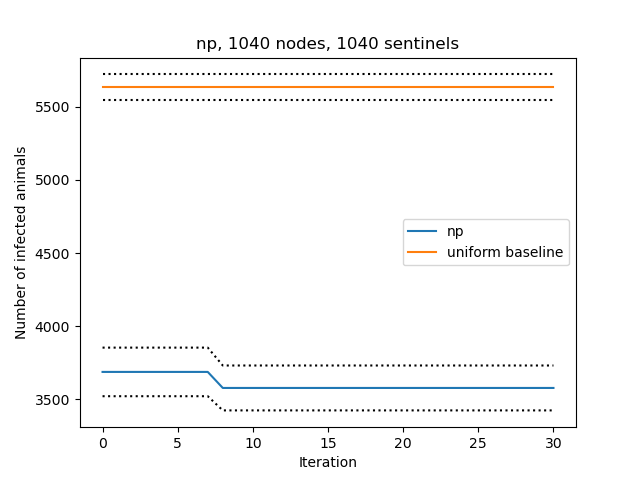 np, 1040 nodes, 1040 sentinels
Number of infected animals
5500
5000
4500
4000
3500
np
uniform baseline
0 5 10 15 20 25 30
Iteration